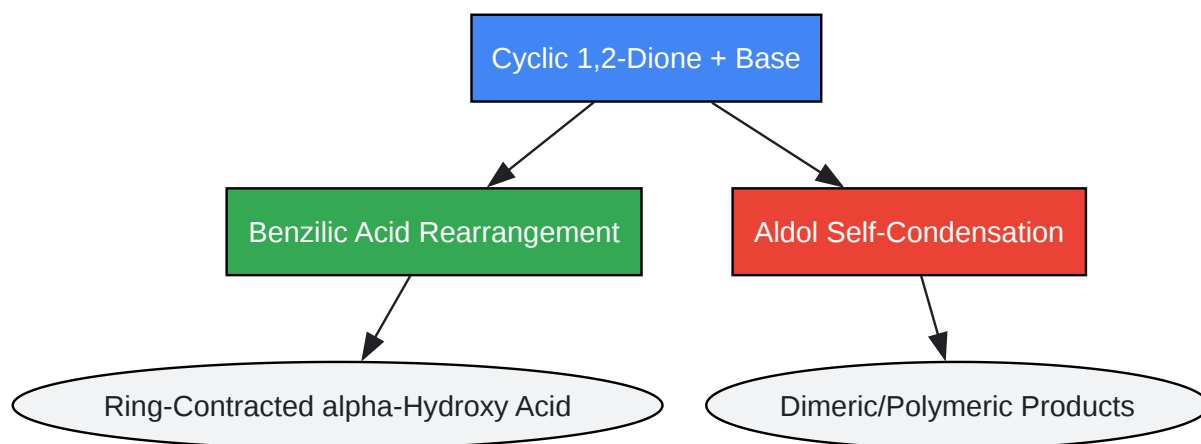 Cyclic 1,2-Dione + Base
Benzilic Acid Rearrangement
Aldol Self-Condensation
Ring-Contracted alpha-Hydroxy Acid
Dimeric/Polymeric Products